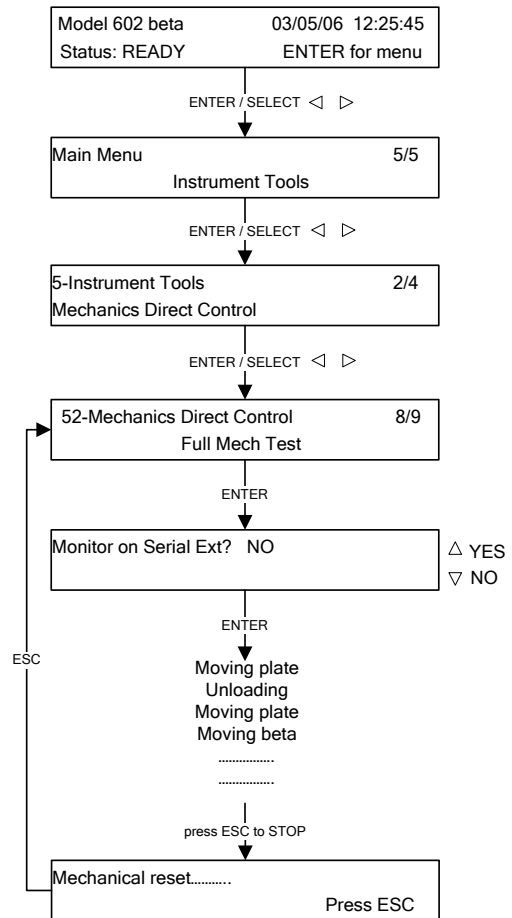 Model 602 beta 03/05/06 12:25:45
Status: READY ENTER for menu
ENTER / SELECT ◁ ▷
Main Menu 5/5
Instrument Tools
ENTER / SELECT ◁ ▷
5-Instrument Tools 2/4
Mechanics Direct Control
ENTER / SELECT ◁ ▷
52-Mechanics Direct Control 8/9
Full Mech Test
ENTER
Monitor on Serial Ext? NO
△ YES
▽ NO
ENTER
ESC
Moving plate
Unloading
Moving plate
Moving beta
................
................
press ESC to STOP
Mechanical reset...........
Press ESC